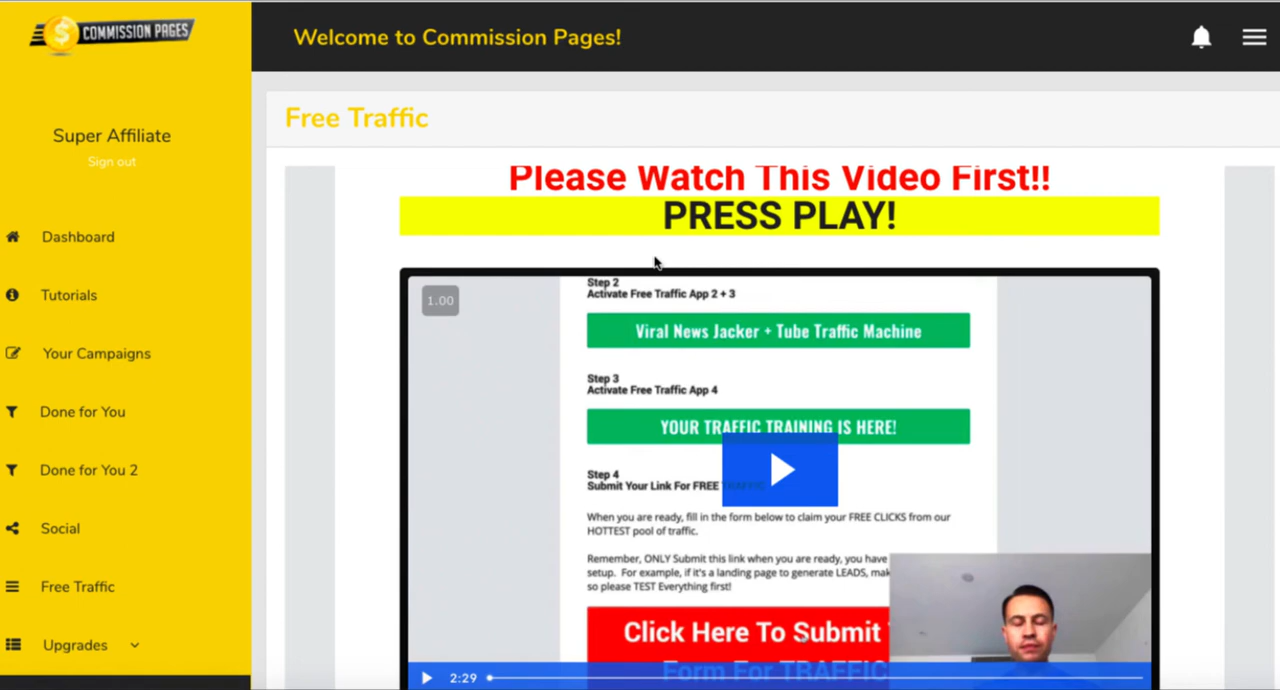 COMMISSION PAGES
Welcome to Commission Pages!
Super Affiliate
Sign out
Dashboard
Tutorials
Your Campaigns
Done for You
Done for You 2
Social
Free Traffic
Upgrades
Free Traffic
Please Watch This Video First!!
PRESS PLAY!
1.00
Step 2
Activate Free Traffic App 2 + 3
Viral News Jacker + Tube Traffic Machine
Step 3
Activate Free Traffic App 4
YOUR TRAFFIC TRAINING IS HERE!
Step 4
Submit Your Link For FREE TRAFFIC
When you are ready, fill in the form below to claim your FREE CLICKS from our
HOTTEST pool of traffic.
Remember, ONLY Submit this link when you are ready, you have
setup. For example, if it's a landing page to generate LEADS, mak
so please TEST Everything first!
Click Here To Submit
Form For TRAFFIC
2:29